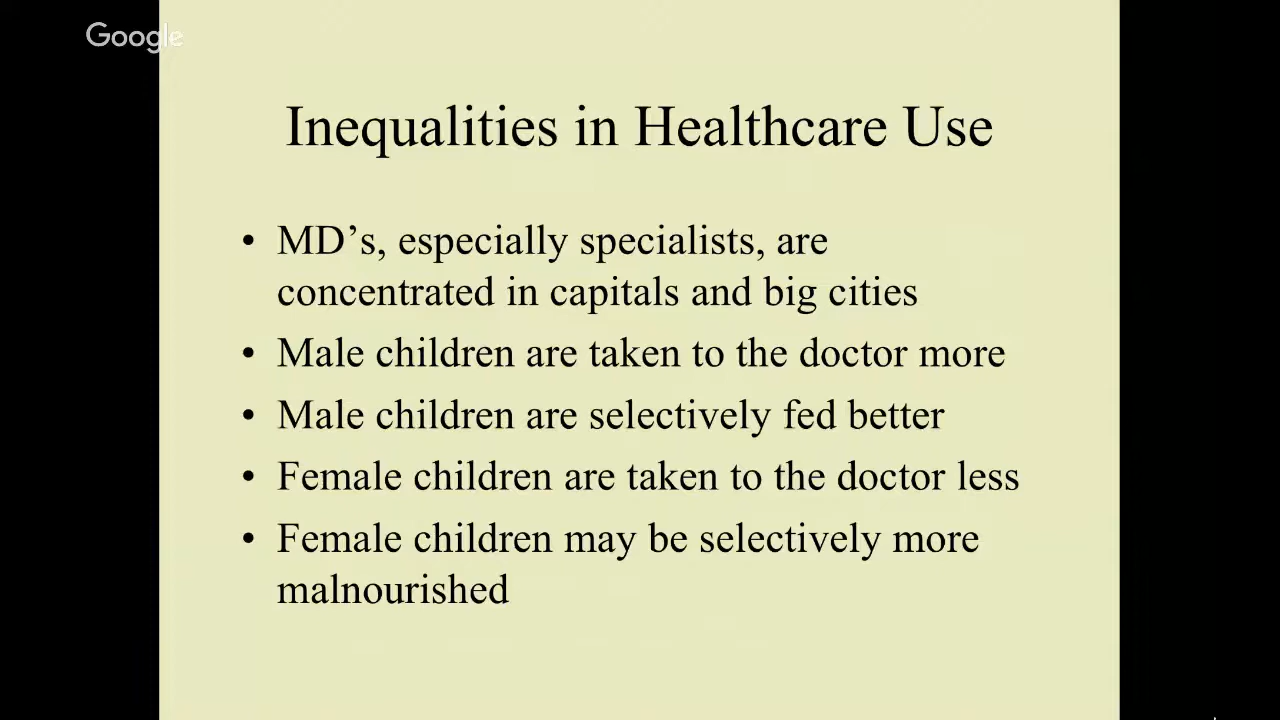 Google
Inequalities in Healthcare Use
• MD’s, especially specialists, are
concentrated in capitals and big cities
• Male children are taken to the doctor more
• Male children are selectively fed better
• Female children are taken to the doctor less
• Female children may be selectively more
malnourished